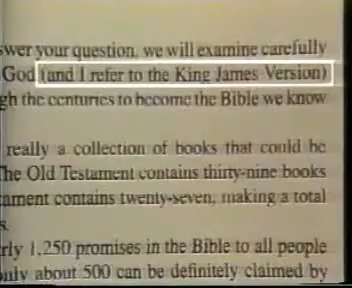 swer your question, we will examine carefully
God (and I refer to the King James Version)
gh the centuries to become the Bible we know
really a collection of books that could be
The Old Testament contains thirty-nine books
tament contains twenty-seven, making a total
s.
rly 1,250 promises in the Bible to all people
only about 500 can be definitely claimed by